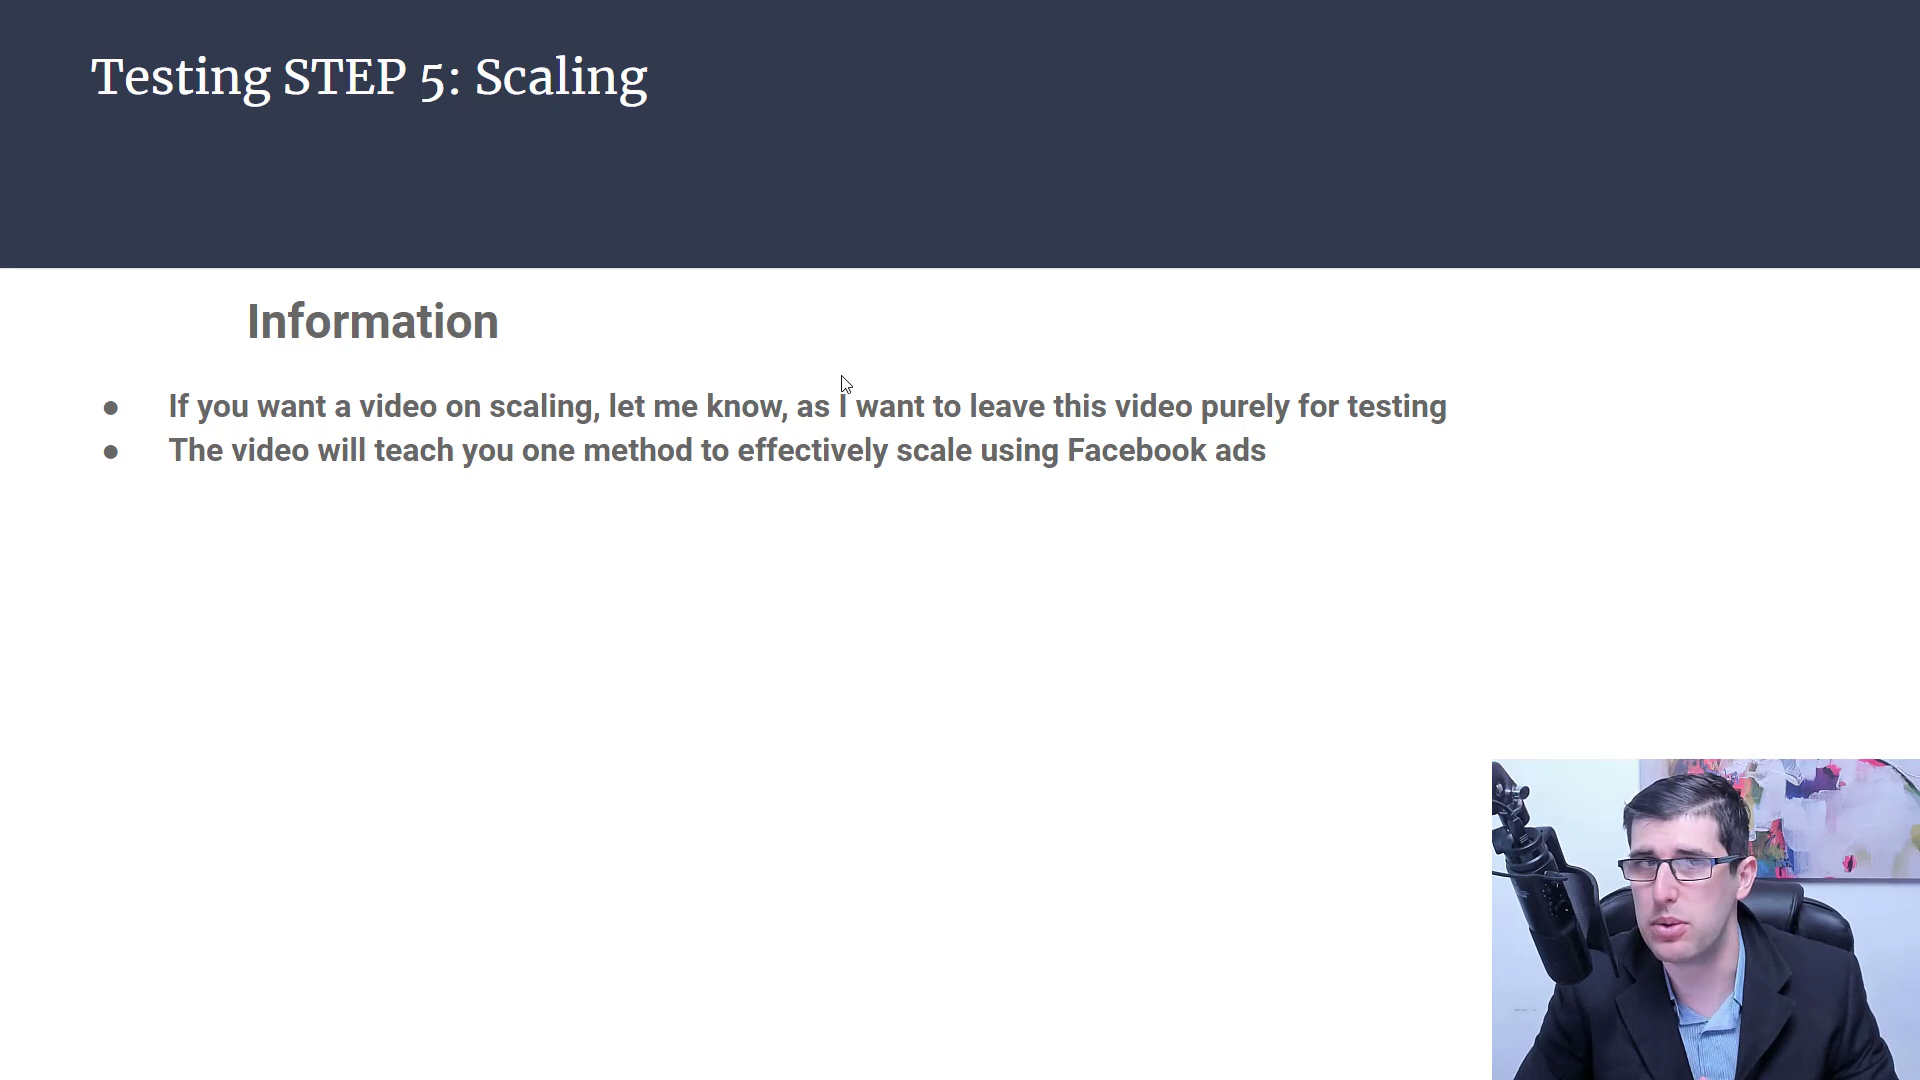 Testing STEP 5: Scaling
Information
● If you want a video on scaling, let me know, as I want to leave this video purely for testing
● The video will teach you one method to effectively scale using Facebook ads